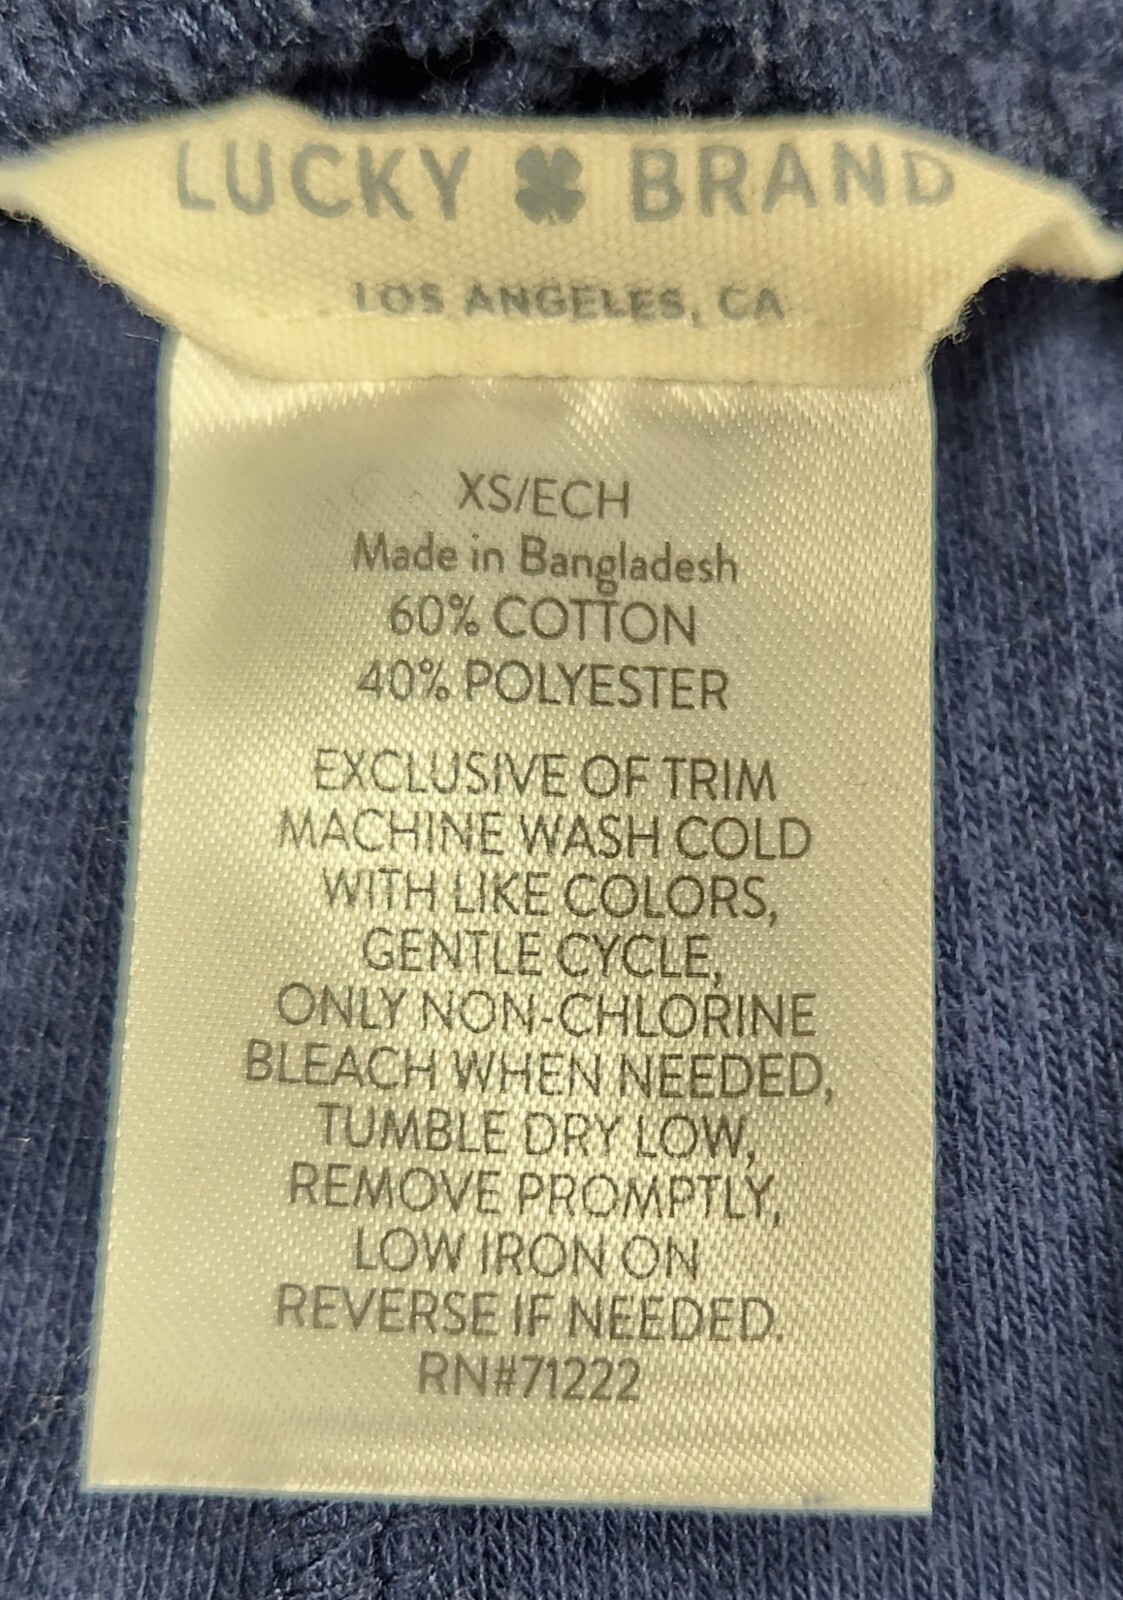 LUCKY BRAND
LOS ANGELES, CA
XS/ECH
Made in Bangladesh
60% COTTON
40% POLYESTER
EXCLUSIVE OF TRIM
MACHINE WASH COLD
WITH LIKE COLORS,
GENTLE CYCLE,
ONLY NON-CHLORINE
BLEACH WHEN NEEDED,
TUMBLE DRY LOW,
REMOVE PROMPTLY,
LOW IRON ON
REVERSE IF NEEDED.
RN#71222